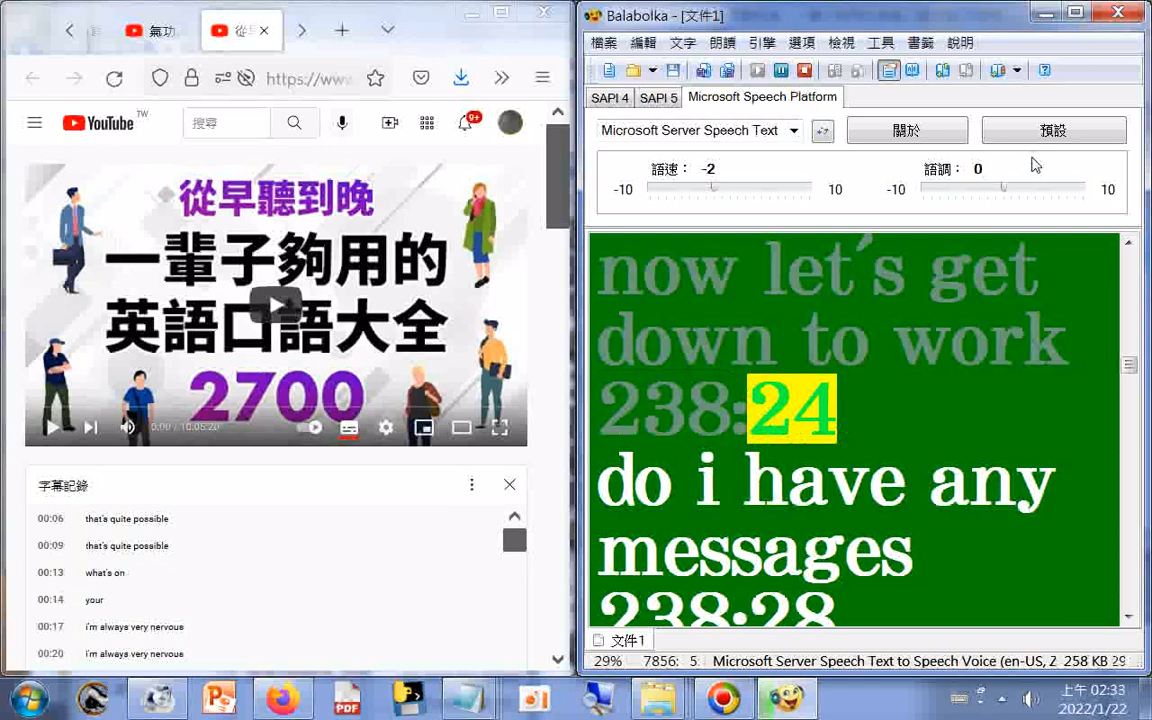 氣功
從
https://www
YouTube TW
搜尋
9+
從早聽到晚
一輩子夠用的
英語口語大全
2700
0:00 / 10:05:20
字幕記錄
00:06 that's quite possible
00:09 that's quite possible
00:13 what's on
00:14 your
00:17 i'm always very nervous
00:20 i'm always very nervous
Balabolka - [文件1]
檔案 編輯 文字 朗讀 引擎 選項 檢視 工具 書籤 說明
SAPI 4 SAPI 5 Microsoft Speech Platform
Microsoft Server Speech Text
關於
預設
語速： -2
-10 10
語調： 0
-10 10
now let's get
down to work
238:24
do i have any
messages
238:28
文件1
29% 7856: 5 Microsoft Server Speech Text to Speech Voice (en-US, Z 258 KB 29
PDF
上午 02:33
2022/1/22